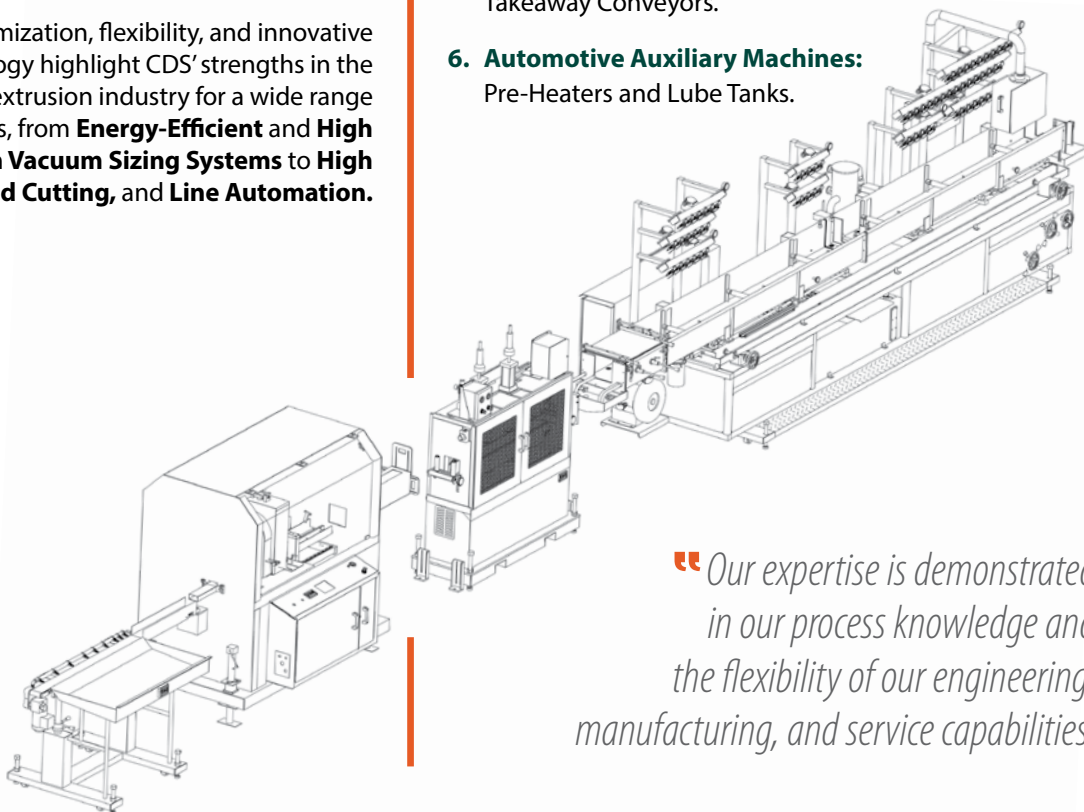 mization, flexibility, and innovative
ogy highlight CDS’ strengths in the
extrusion industry for a wide range
s, from Energy-Efficient and High
Vacuum Sizing Systems to High
d Cutting, and Line Automation.
Takeaway Conveyors.
6. Automotive Auxiliary Machines:
Pre-Heaters and Lube Tanks.
“Our expertise is demonstrated
in our process knowledge and
the flexibility of our engineering
manufacturing, and service capabilities